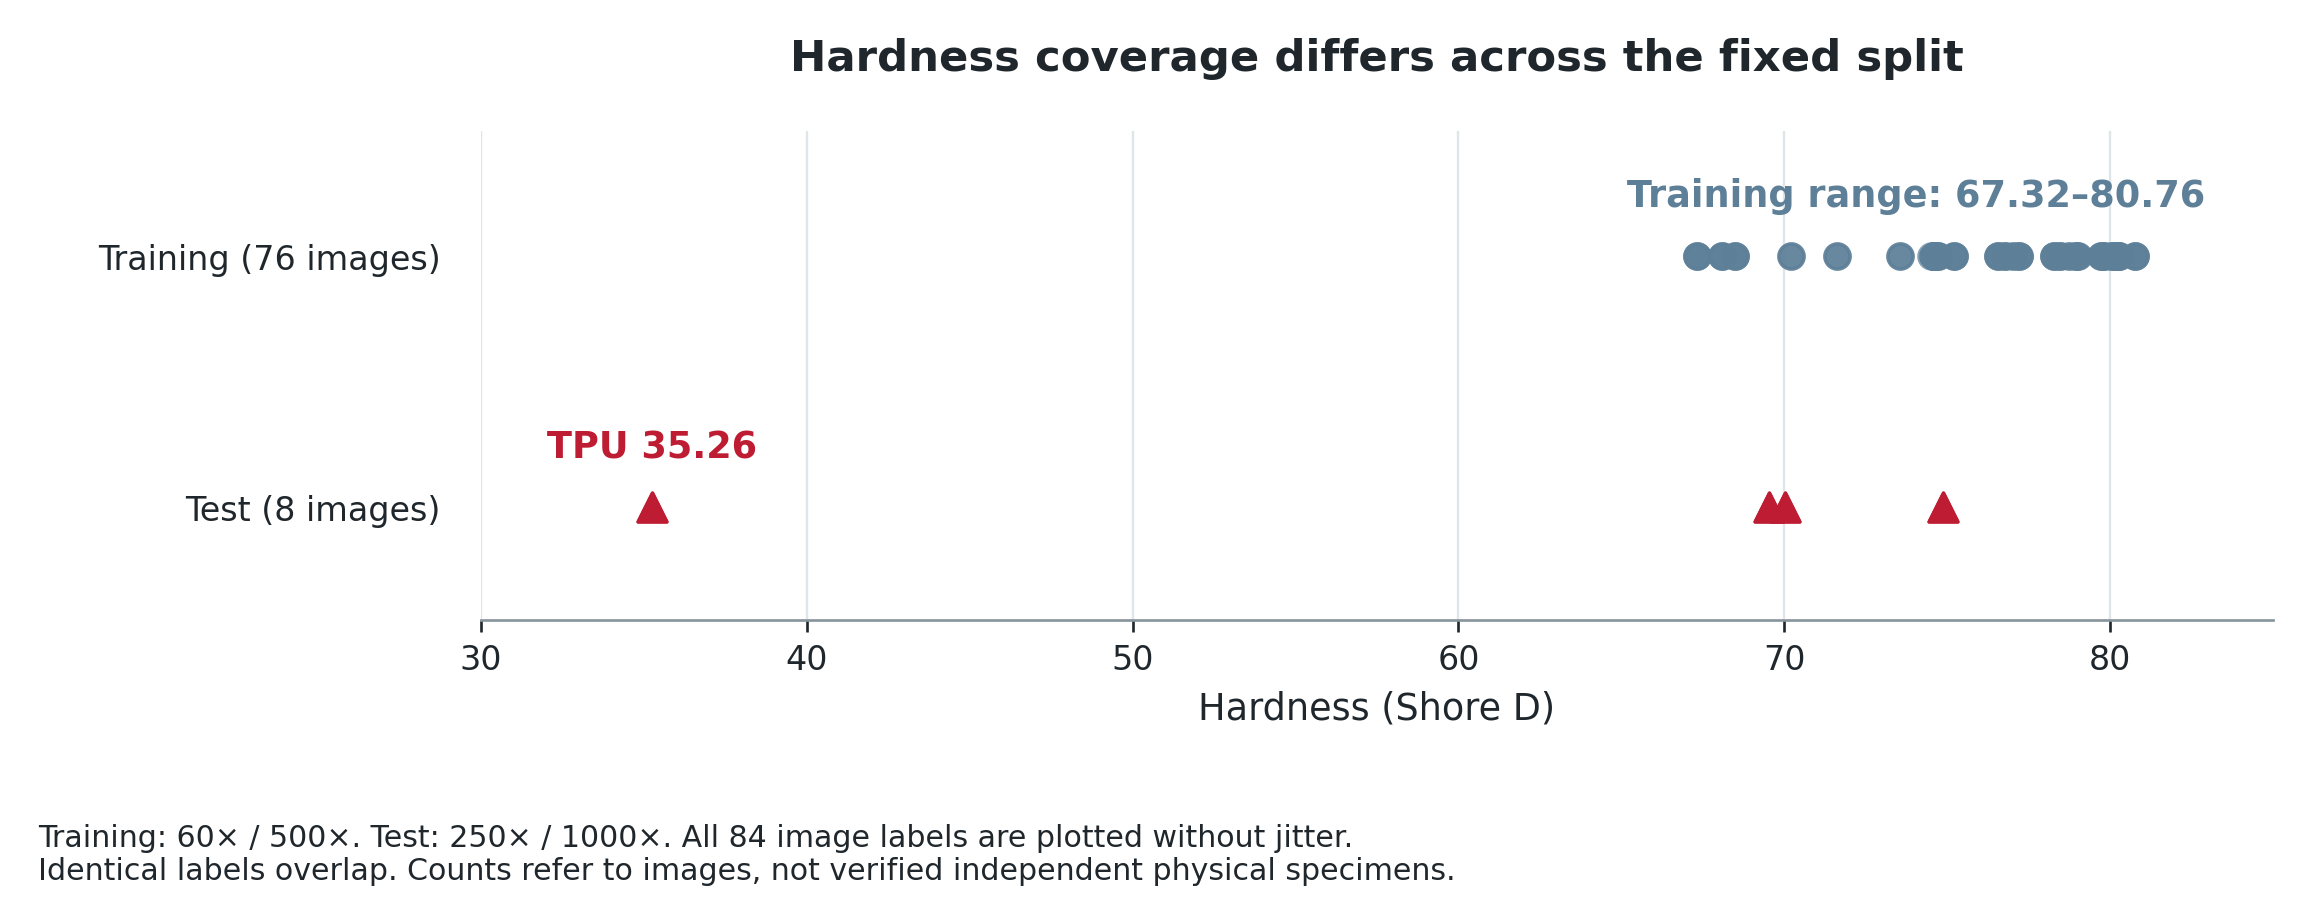 Hardness coverage differs across the fixed split
Training range: 67.32–80.76
Training (76 images)
TPU 35.26
Test (8 images)
30 40 50 60 70 80
Hardness (Shore D)
Training: 60× / 500×. Test: 250× / 1000×. All 84 image labels are plotted without jitter.
Identical labels overlap. Counts refer to images, not verified independent physical specimens.